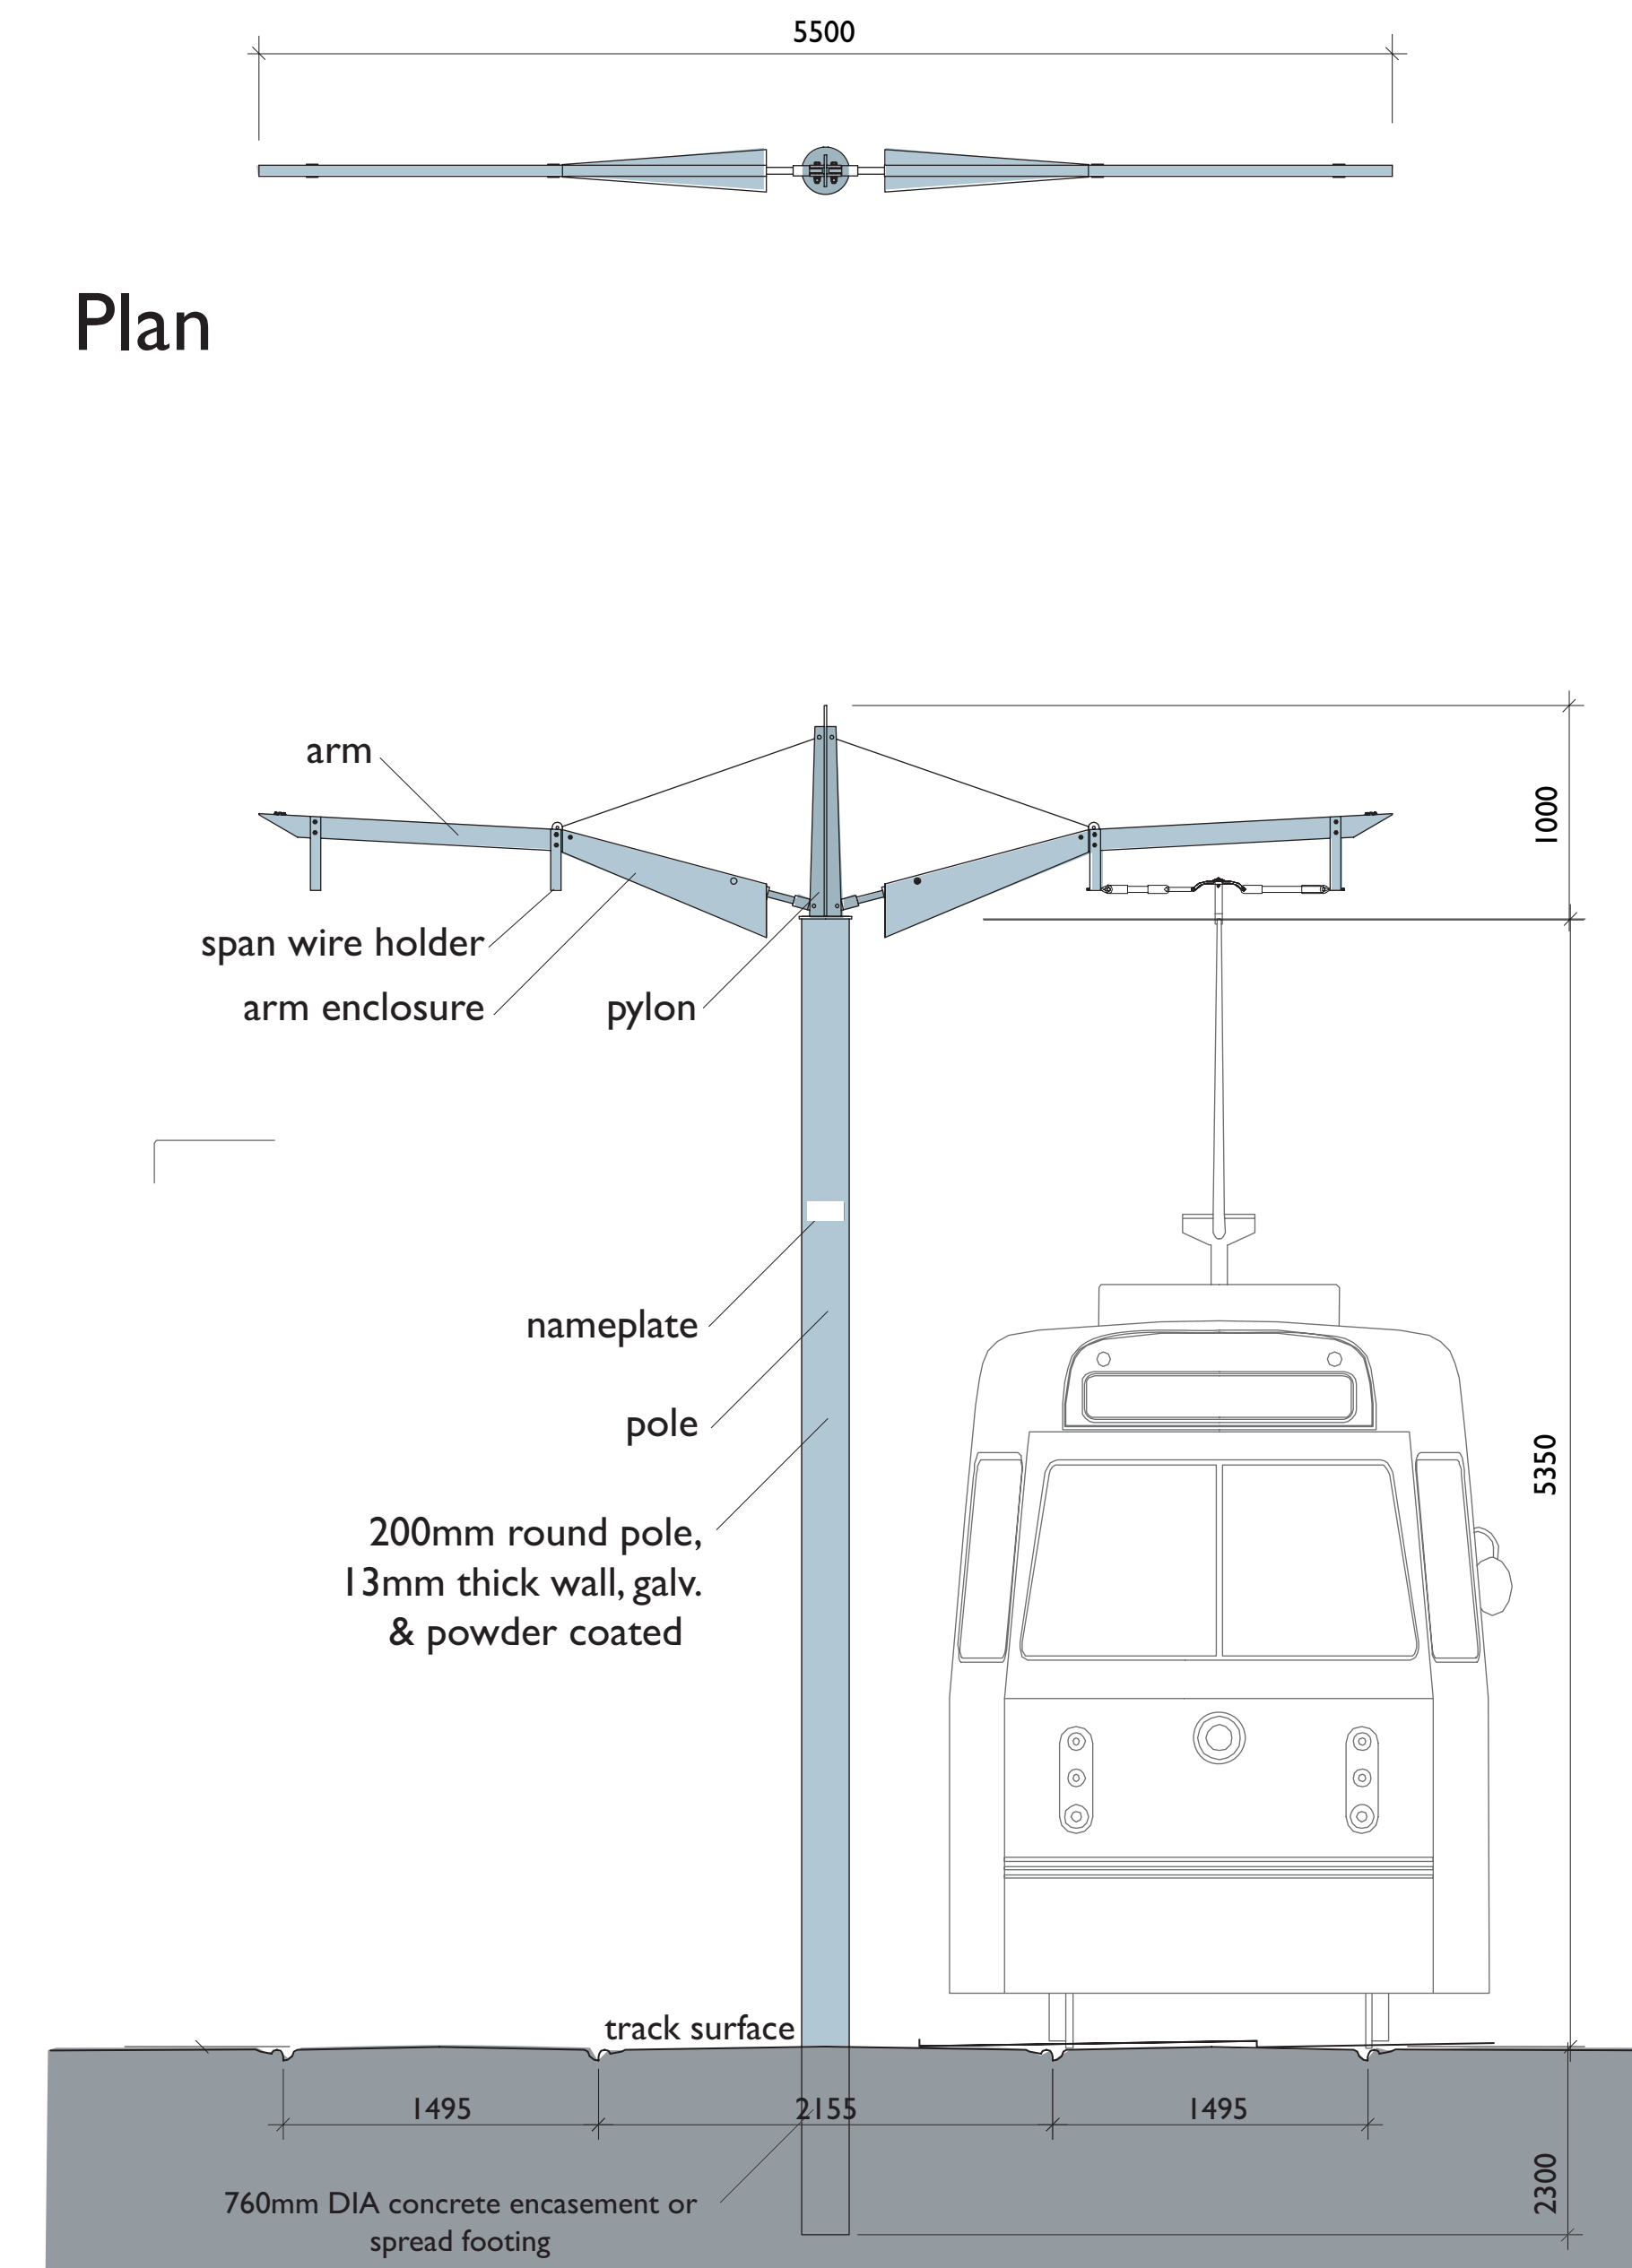 5500
Plan
arm
1000
span wire holder
arm enclosure
pylon
nameplate
pole
5350
200mm round pole,
13mm thick wall, galv.
& powder coated
track surface
1495
2155
1495
2300
760mm DIA concrete encasement or
spread footing